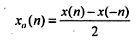 xₒ(n) = x(n) − x(−n) / 2